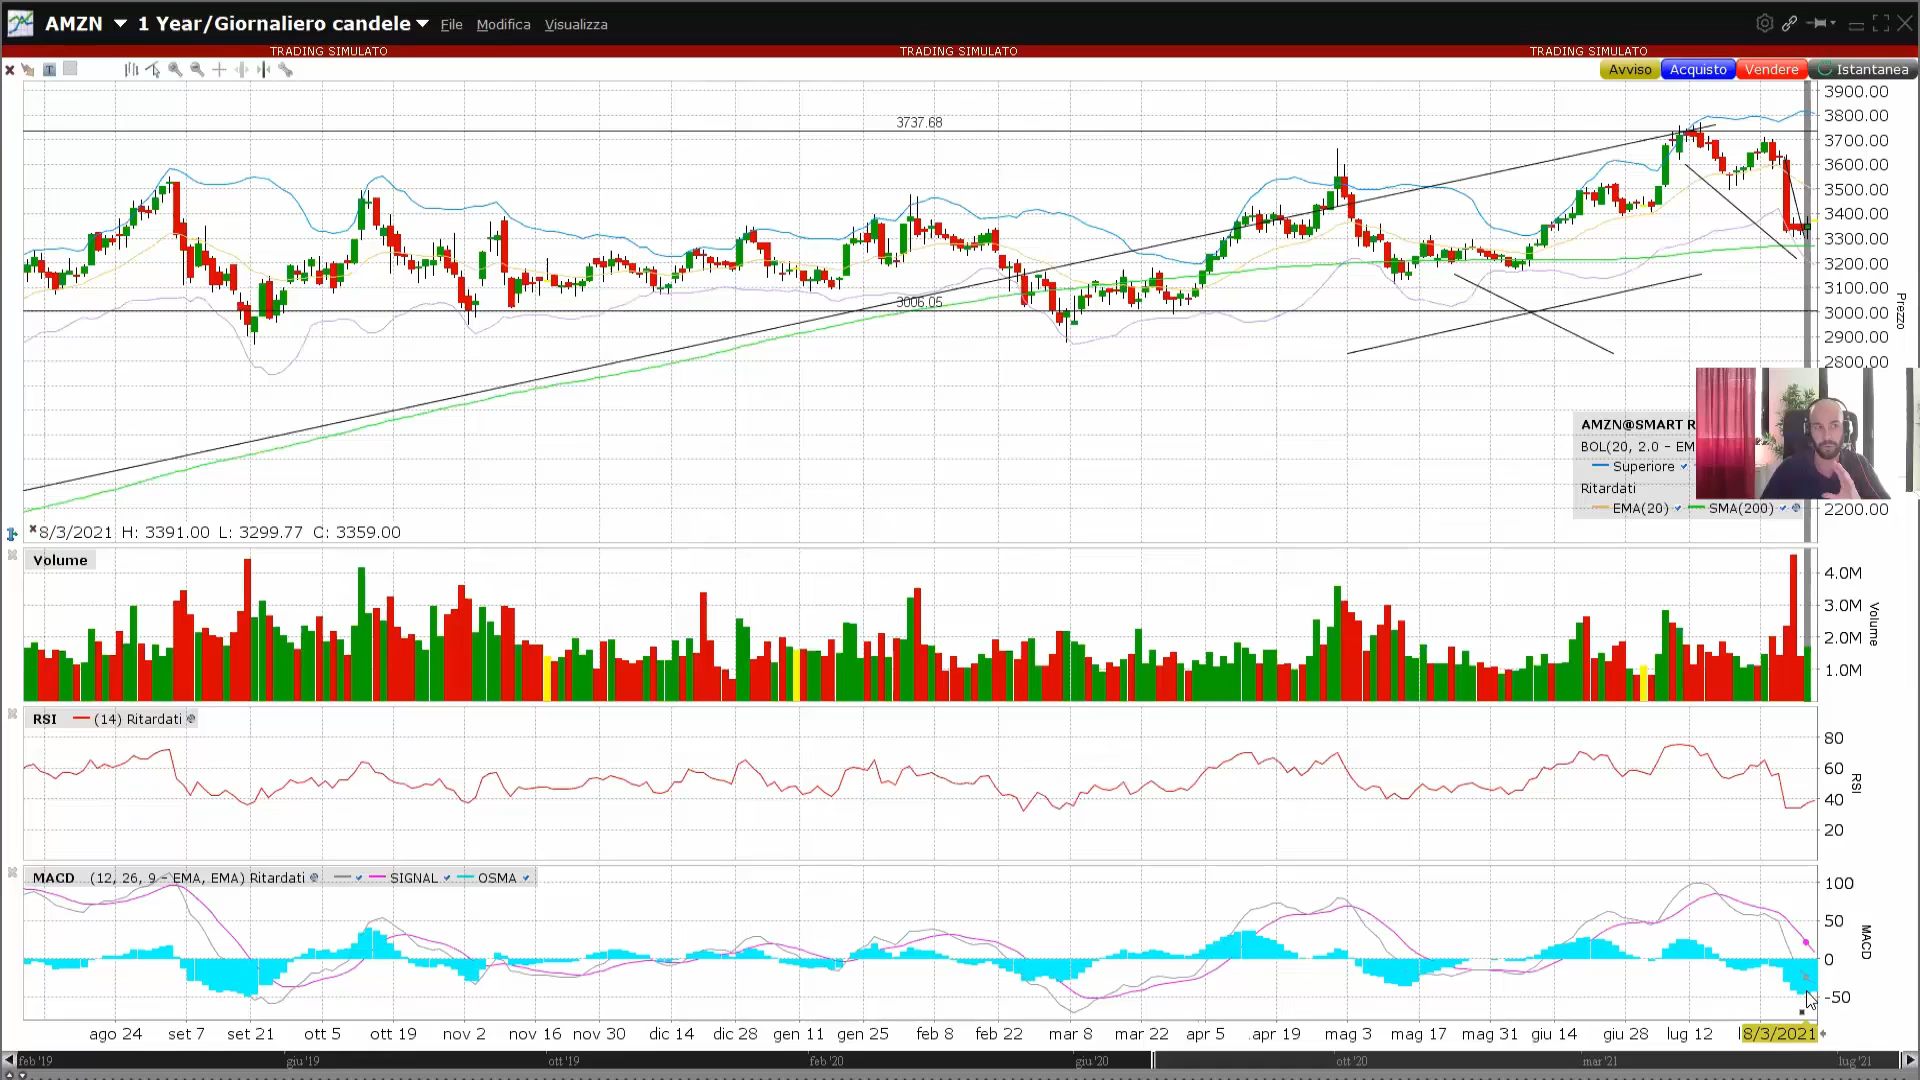 AMZN 1 Year/Giornaliero candele File Modifica Visualizza
TRADING SIMULATO TRADING SIMULATO TRADING SIMULATO
T Avviso Acquisto Vendere Istantanea
3900.00
3800.00
3737.68
3700.00
3600.00
3500.00
3400.00
3300.00
3200.00
3100.00
3006.05
3000.00
2900.00
2800.00
Prezzo
AMZN@SMART R
BOL(20, 2.0 - EM
Superiore
Ritardati
EMA(20) SMA(200)
2200.00
8/3/2021 H: 3391.00 L: 3299.77 C: 3359.00
Volume
4.0M
3.0M
2.0M
1.0M
Volume
RSI (14) Ritardati
80
60
40
20
RSI
MACD (12, 26, 9 - EMA, EMA) Ritardati SIGNAL OSMA
100
50
0
-50
MACD
ago 24 set 7 set 21 ott 5 ott 19 nov 2 nov 16 nov 30 dic 14 dic 28 gen 11 gen 25 feb 8 feb 22 mar 8 mar 22 apr 5 apr 19 mag 3 mag 17 mag 31 giu 14 giu 28 lug 12 8/3/2021
feb '19 giu '19 ott '19 feb '20 giu '20 ott '20 mar '21 lug '21